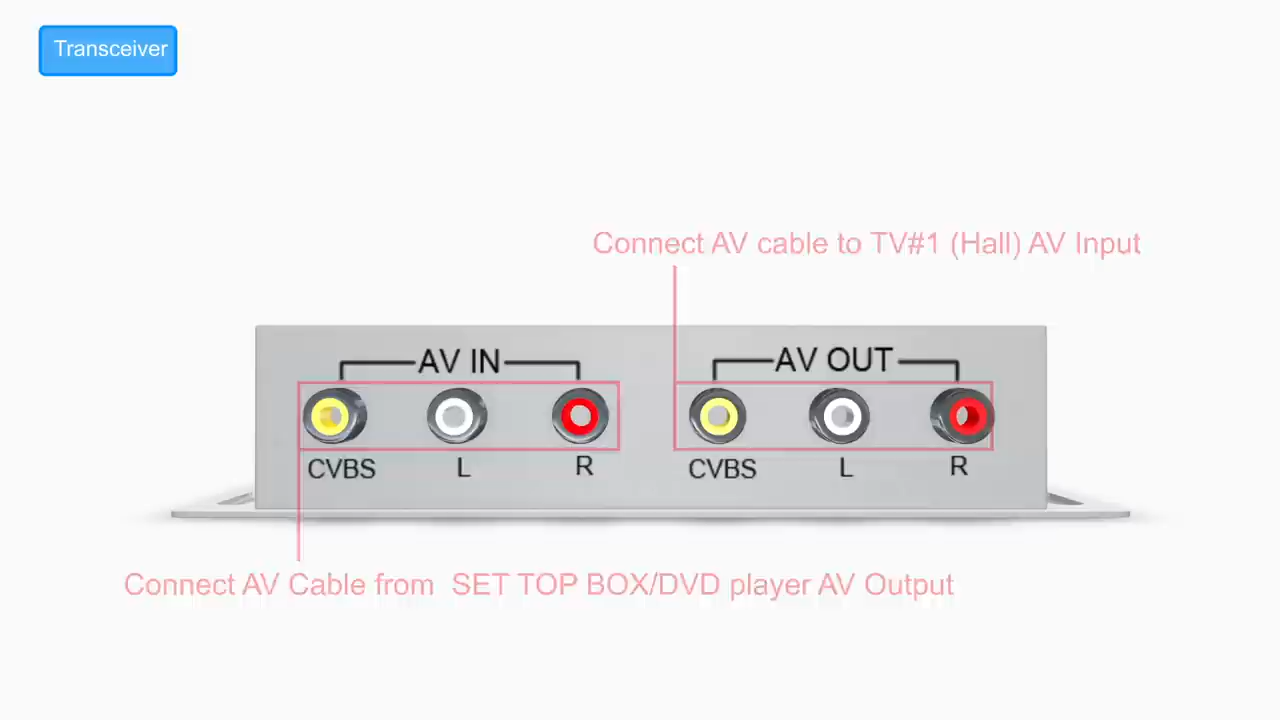 Transceiver
Connect AV cable to TV#1 (Hall) AV Input
AV IN
AV OUT
CVBS
L
R
CVBS
L
R
Connect AV Cable from  SET TOP BOX/DVD player AV Output